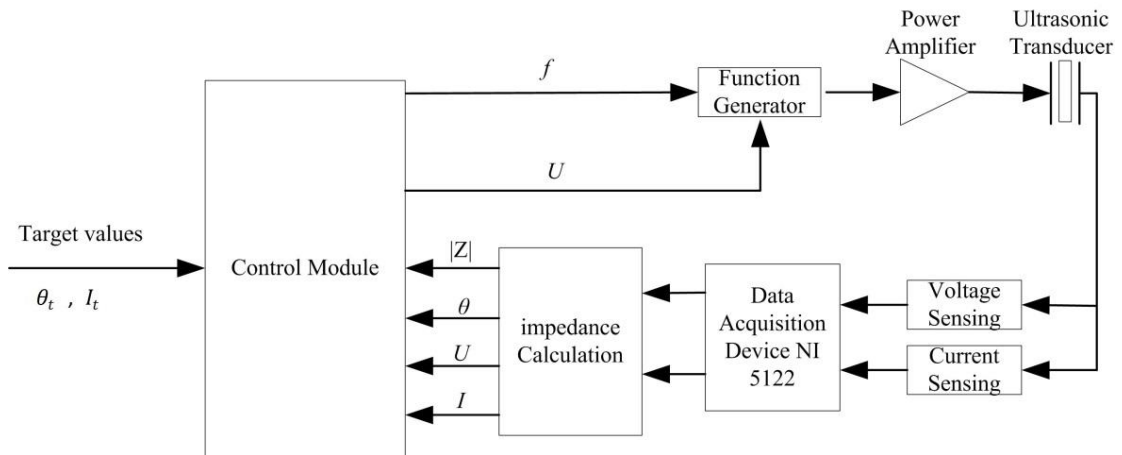 Power
Amplifier
Ultrasonic
Transducer
f
Function
Generator
U
Target values
θt , It
Control Module
|Z|
θ
U
I
impedance
Calculation
Data
Acquisition
Device NI
5122
Voltage
Sensing
Current
Sensing